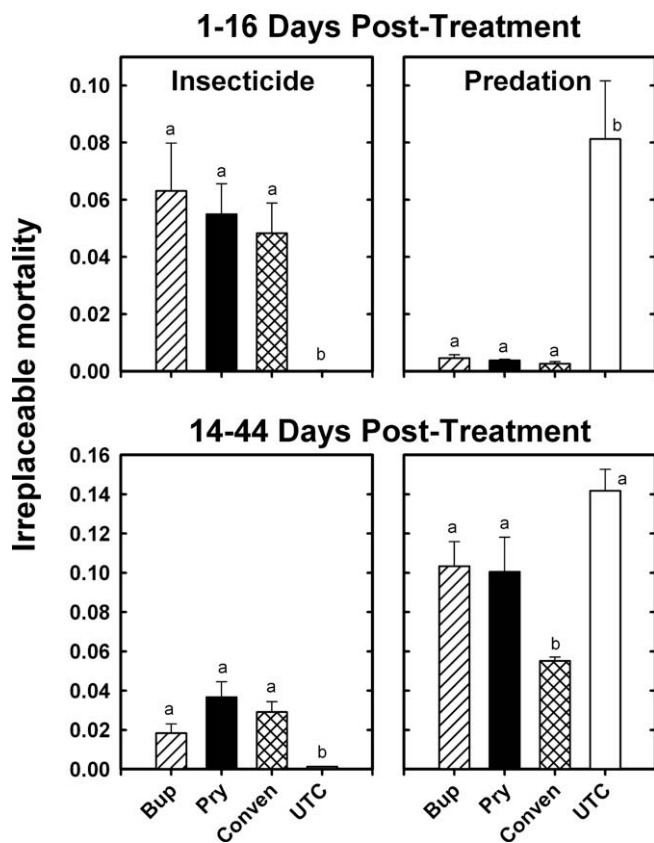 1-16 Days Post-Treatment
Insecticide
Predation
Irreplaceable mortality
0.10
0.08
0.06
0.04
0.02
0.00
a
a
a
b
a
a
a
b
14-44 Days Post-Treatment
0.16
0.14
0.12
0.10
0.08
0.06
0.04
0.02
0.00
a
a
a
b
a
a
b
a
Bup
Pry
Conven
UTC
Bup
Pry
Conven
UTC